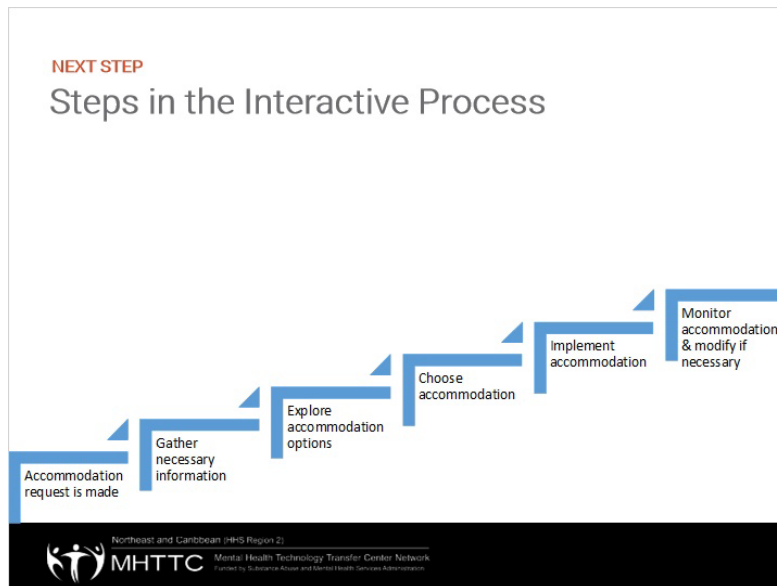 NEXT STEP
Steps in the Interactive Process
Accommodation
request is made
Gather
necessary
information
Explore
accommodation
options
Choose
accommodation
Implement
accommodation
Monitor
accommodation
& modify if
necessary
Northeast and Caribbean (HHS Region 2)
MHTTC
Mental Health Technology Transfer Center Network
Funded by Substance Abuse and Mental Health Services Administration